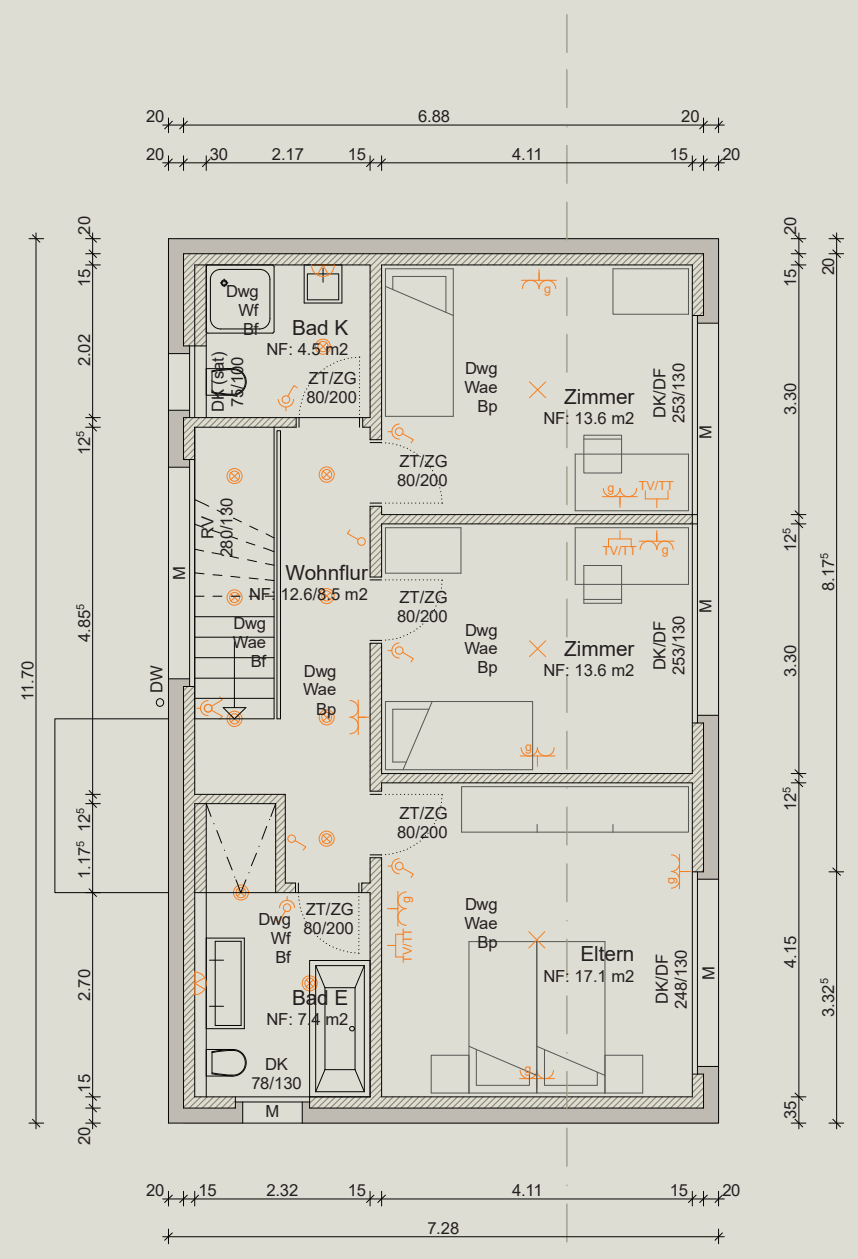 20
6.88
20
20
30
2.17
15
4.11
15
20
20
15
2.02
12⁵
4.85⁵
12⁵
1.17⁵
2.70
15
20
11.70
20
15
3.30
12⁵
3.30
12⁵
4.15
35
20
8.17⁵
3.32⁵
Dwg
Wf
Bf
Bad K
NF: 4.5 m2
DK (sat)
75/100
ZT/ZG
80/200
Dwg
Wae
Bp
Zimmer
NF: 13.6 m2
DK/DF
253/130
M
g
ZT/ZG
80/200
g
TV/TT
RV
280/130
M
Wohnflur
NF: 12.6/8.5 m2
Dwg
Wae
Bf
Dwg
Wae
Bp
DW
TV/TT
g
ZT/ZG
80/200
Dwg
Wae
Bp
Zimmer
NF: 13.6 m2
DK/DF
253/130
M
g
ZT/ZG
80/200
g
g
TV/TT
Dwg
Wae
Bp
Eltern
NF: 17.1 m2
DK/DF
248/130
M
g
ZT/ZG
80/200
Dwg
Wf
Bf
Bad E
NF: 7.4 m2
DK
78/130
M
20
15
2.32
15
4.11
15
20
7.28